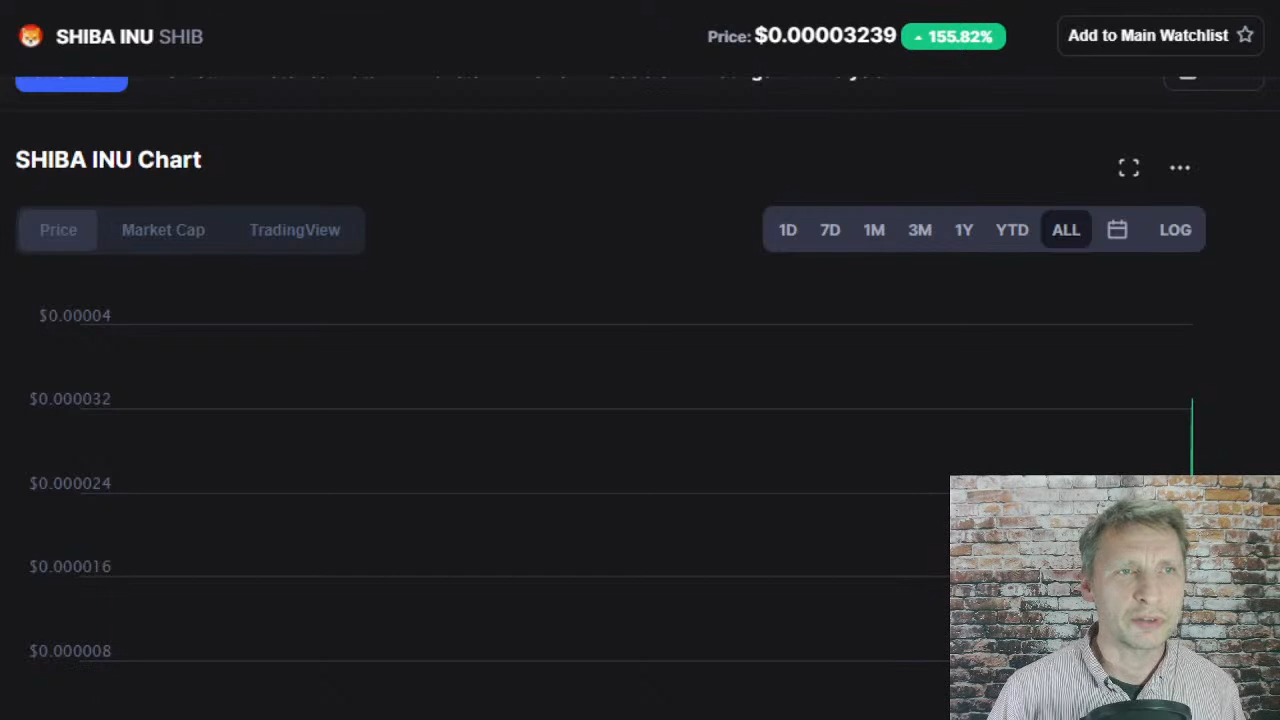 SHIBA INU SHIB
Price: $0.00003239 155.82%
Add to Main Watchlist
SHIBA INU Chart
Price Market Cap TradingView
1D 7D 1M 3M 1Y YTD ALL LOG
$0.00004
$0.000032
$0.000024
$0.000016
$0.000008